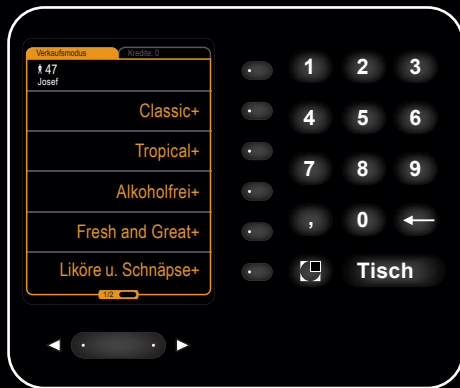 Verkaufsmodus Kredite: 0
47
Josef
Classic+
Tropical+
Alkoholfrei+
Fresh and Great+
Liköre u. Schnäpse+
1/2
1 2 3
4 5 6
7 8 9
, 0
Tisch